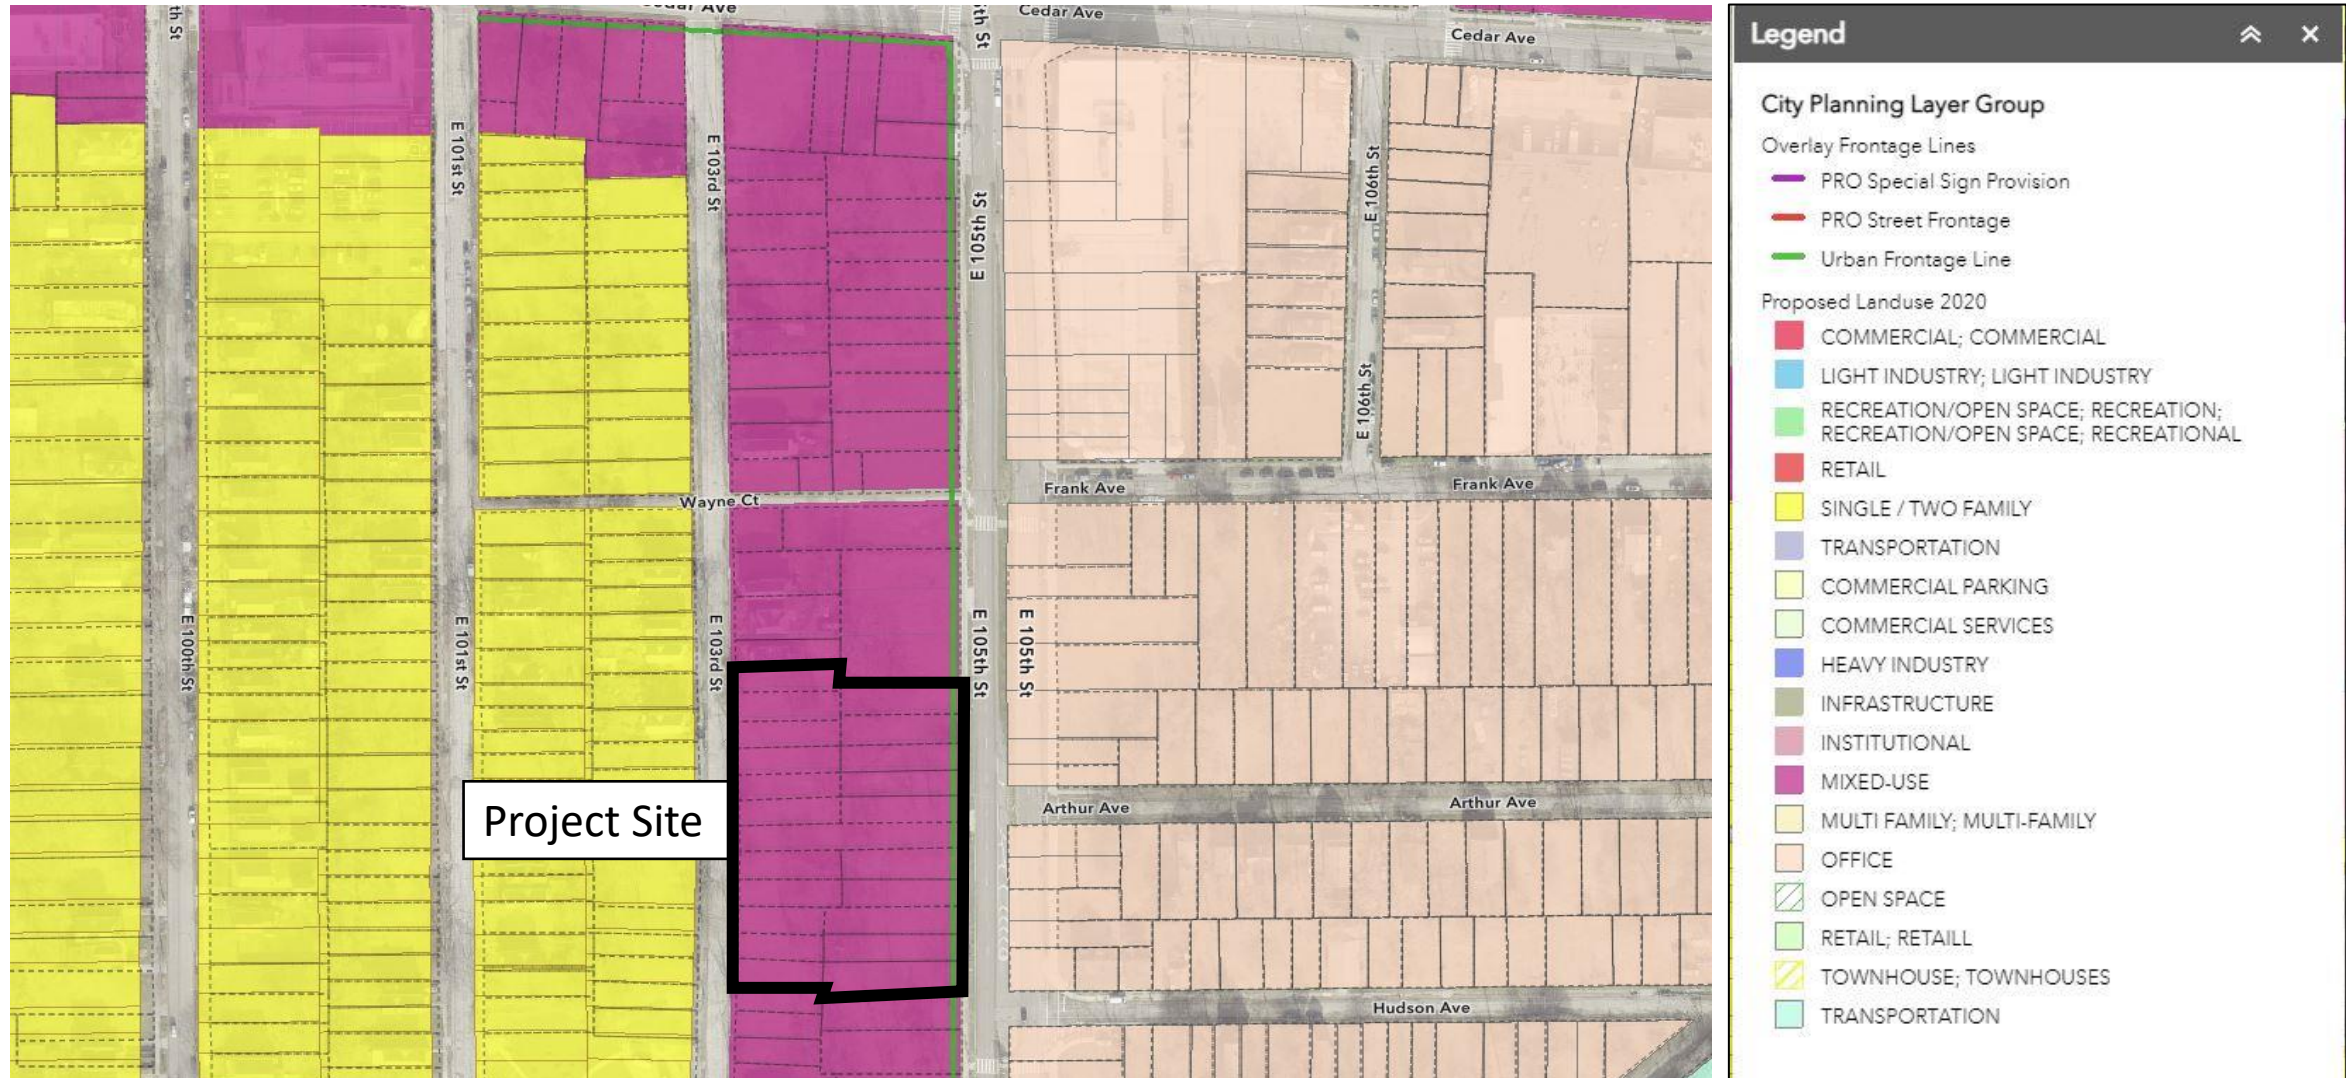 Cedar Ave
Cedar Ave
Cedar Ave
th St
th St
E 101st St
E 103rd St
E 105th St
E 106th St
E 106th St
Wayne Ct
Frank Ave
Frank Ave
E 100th St
E 101st St
E 103rd St
E 105th St
E 105th St
Project Site
Arthur Ave
Arthur Ave
Hudson Ave
Legend
City Planning Layer Group
Overlay Frontage Lines
PRO Special Sign Provision
PRO Street Frontage
Urban Frontage Line
Proposed Landuse 2020
COMMERCIAL; COMMERCIAL
LIGHT INDUSTRY; LIGHT INDUSTRY
RECREATION/OPEN SPACE; RECREATION;
RECREATION/OPEN SPACE; RECREATIONAL
RETAIL
SINGLE / TWO FAMILY
TRANSPORTATION
COMMERCIAL PARKING
COMMERCIAL SERVICES
HEAVY INDUSTRY
INFRASTRUCTURE
INSTITUTIONAL
MIXED-USE
MULTI FAMILY; MULTI-FAMILY
OFFICE
OPEN SPACE
RETAIL; RETAILL
TOWNHOUSE; TOWNHOUSES
TRANSPORTATION